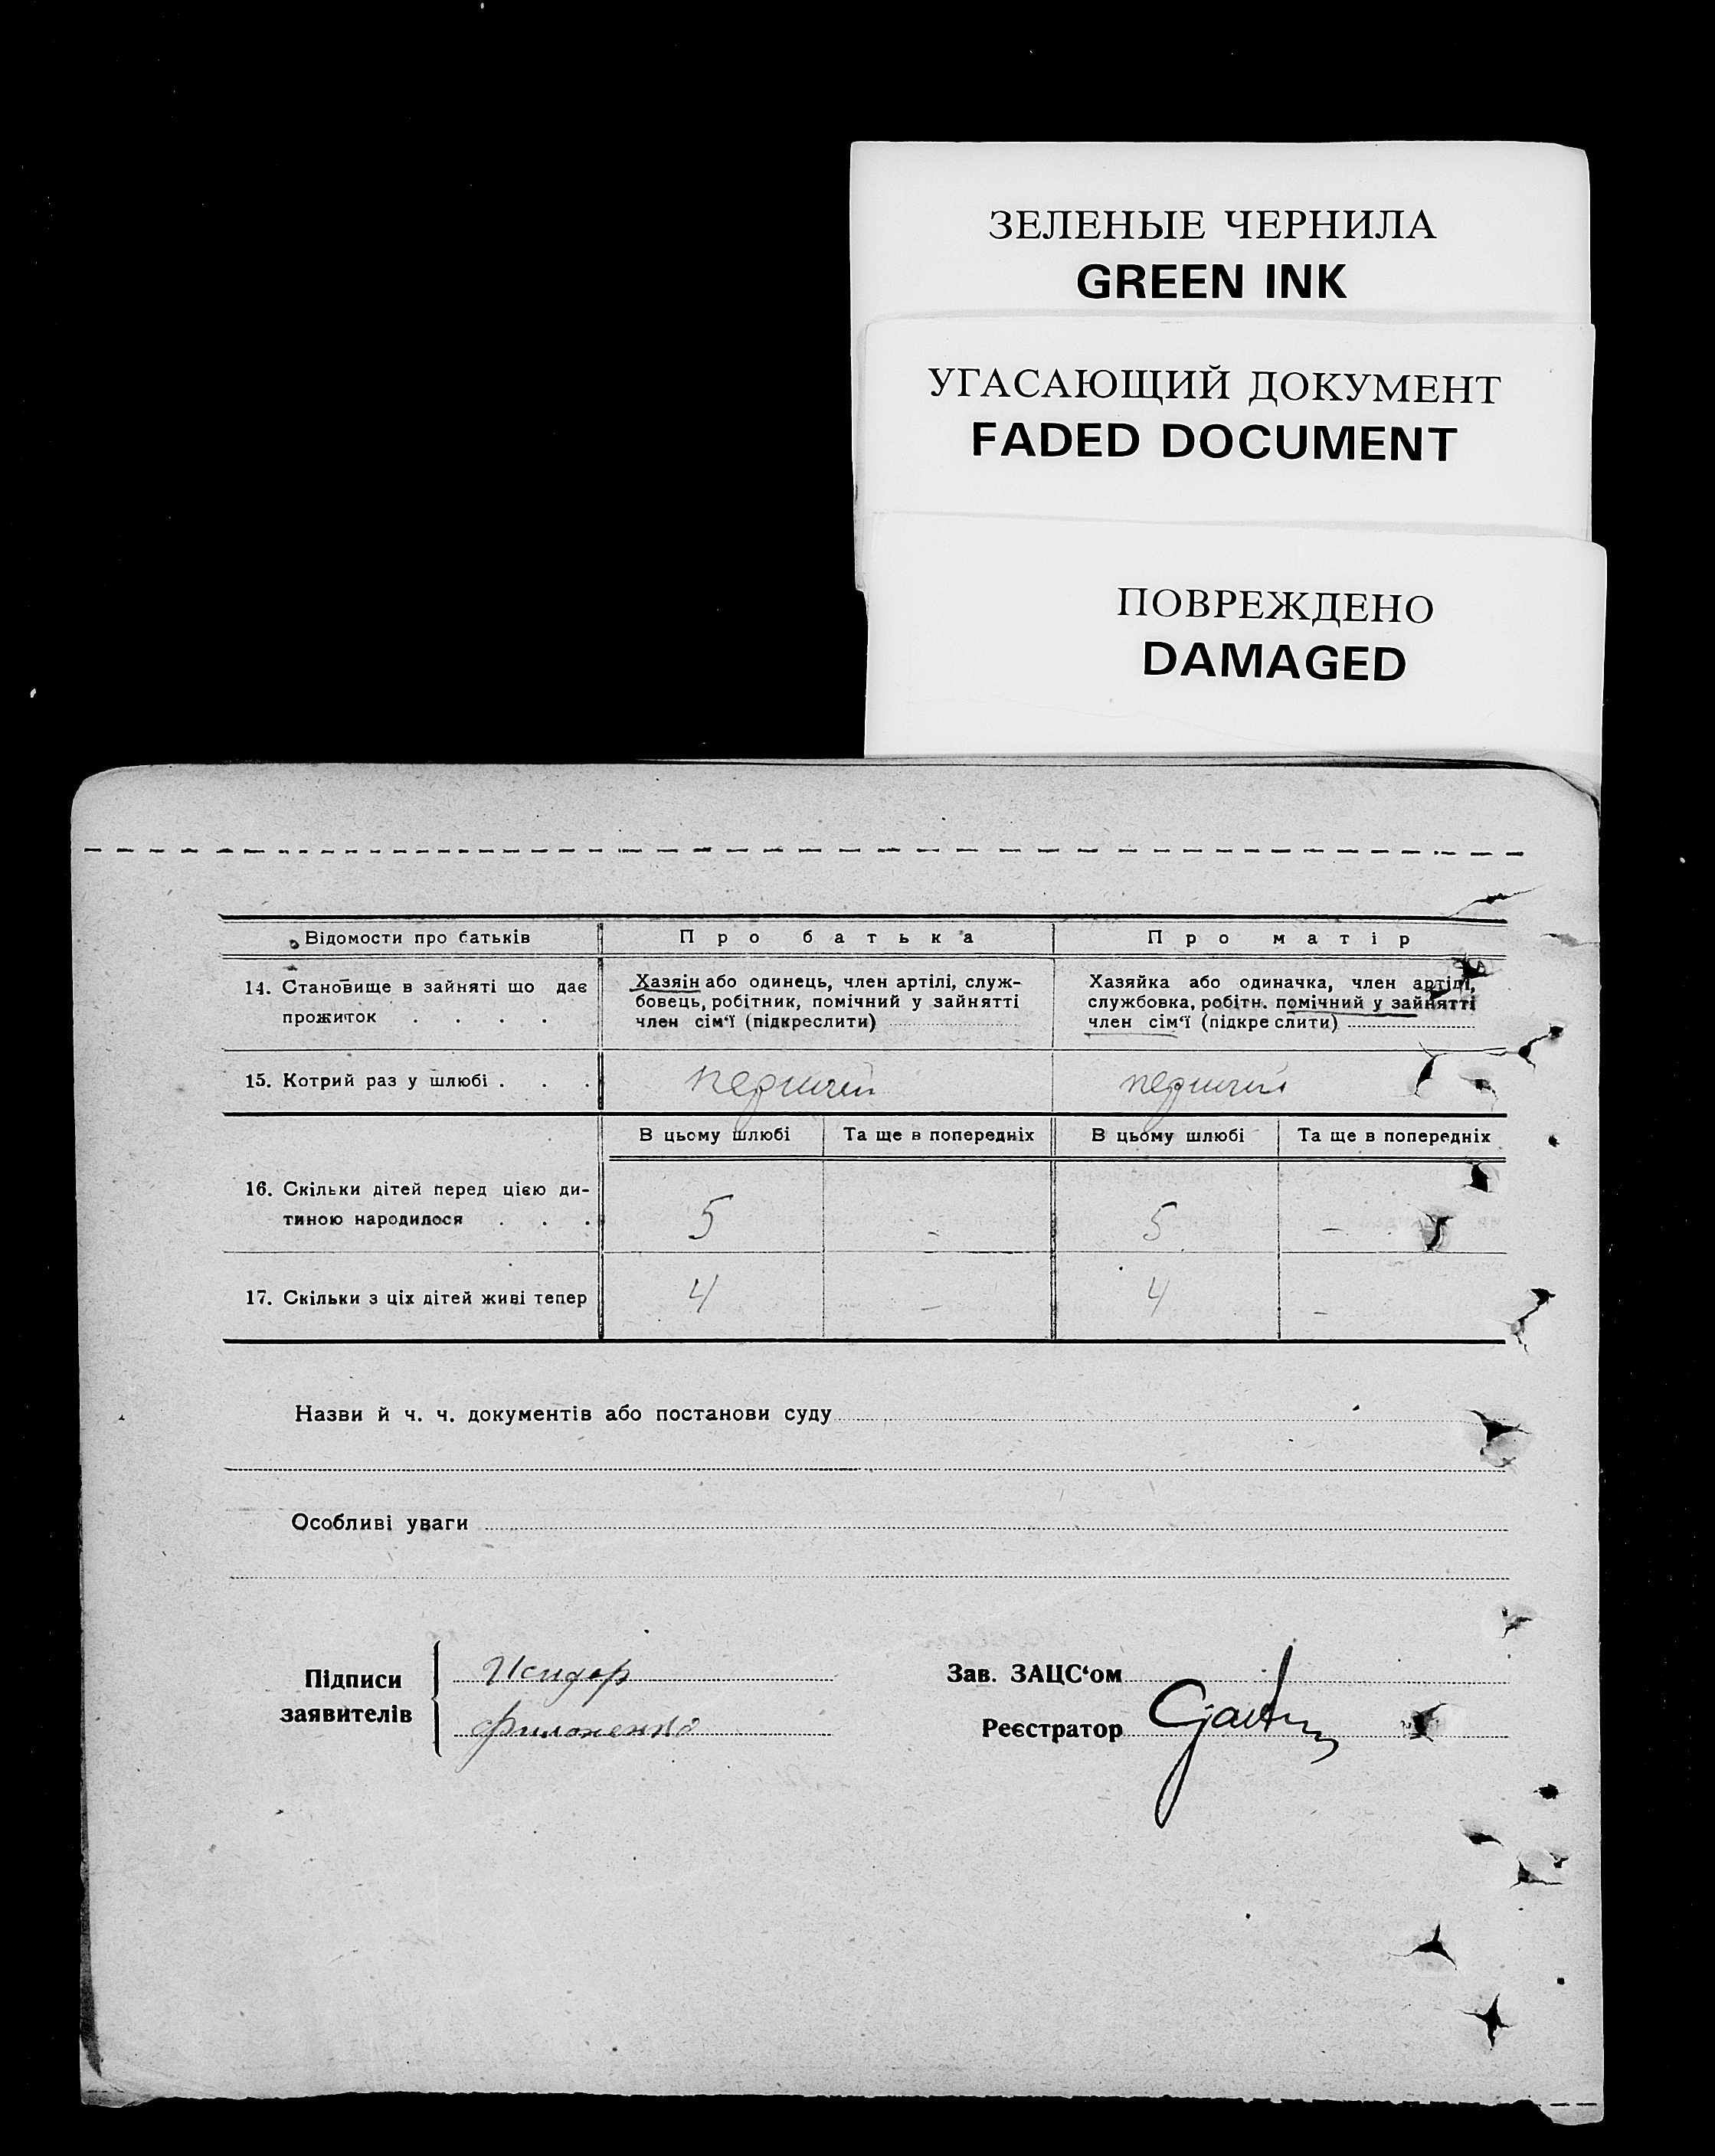 ЗЕЛЕНЫЕ ЧЕРНИЛА
GREEN INK
УГАСАЮЩИЙ ДОКУМЕНТ
FADED DOCUMENT
ПОВРЕЖДЕНО
DAMAGED
Відомости про батьків
Про батька
Про матір
14. Становище в зайняті що дає
прожиток . . . .
Хазяін або одинець, член артілі, служ-
бовець, робітник, помічний у зайнятті
член сім‘ї (підкреслити)
Хазяйка або одиначка, член артілі,
службовка, робітн. помічний у зайнятті
член сім‘ї (підкреслити)
15. Котрий раз у шлюбі . . .
В цьому шлюбі
Та ще в попередніх
В цьому шлюбі
Та ще в попередніх
16. Скільки дітей перед цією ди-
тиною народилося . . .
5 - 5 -
17. Скільки з ціх дітей живі тепер
4 - 4 -
Назви й ч. ч. документів або постанови суду
Особливі уваги
Підписи
заявителів
Исидор
Филоненко
Зав. ЗАЦС‘ом
Реєстратор